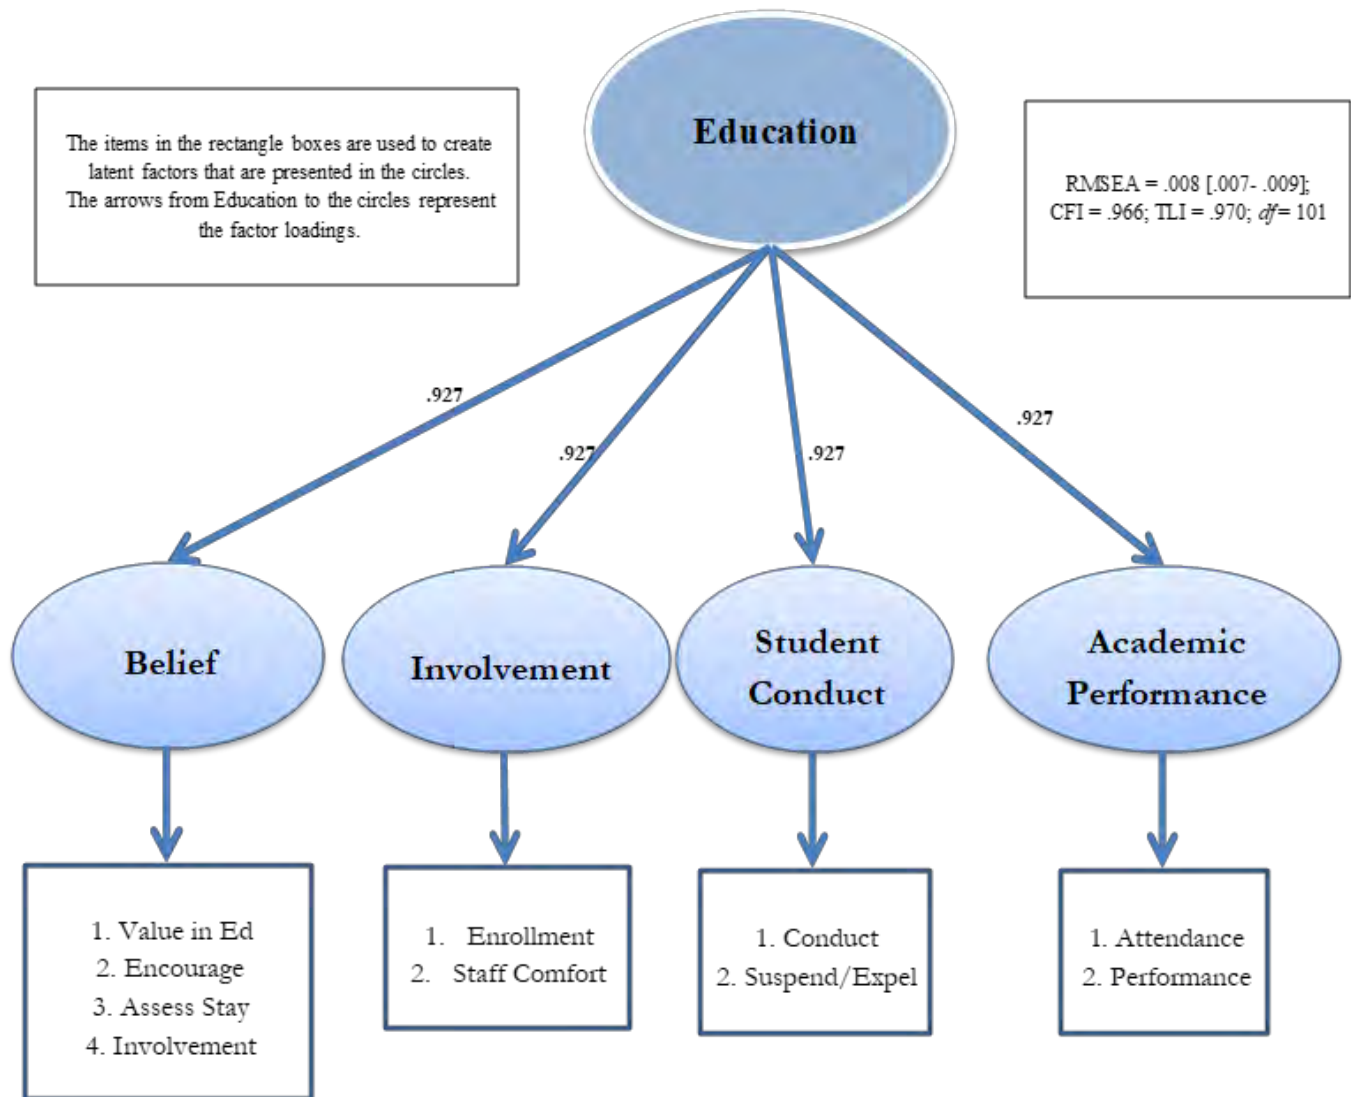 Education
The items in the rectangle boxes are used to create
latent factors that are presented in the circles.
The arrows from Education to the circles represent
the factor loadings.
RMSEA = .008 [.007- .009];
CFI = .966; TLI = .970; df= 101
.927
.927
.927
.927
Belief
Involvement
Student
Conduct
Academic
Performance
1. Value in Ed
2. Encourage
3. Assess Stay
4. Involvement
1. Enrollment
2. Staff Comfort
1. Conduct
2. Suspend/Expel
1. Attendance
2. Performance